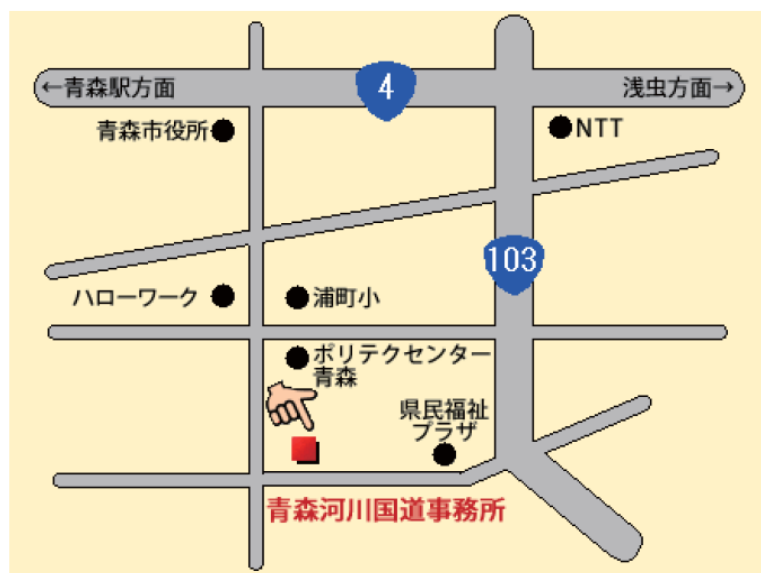 ←青森駅方面
4
浅虫方面→
青森市役所
NTT
103
ハローワーク
浦町小
ポリテクセンター
青森
県民福祉
プラザ
青森河川国道事務所